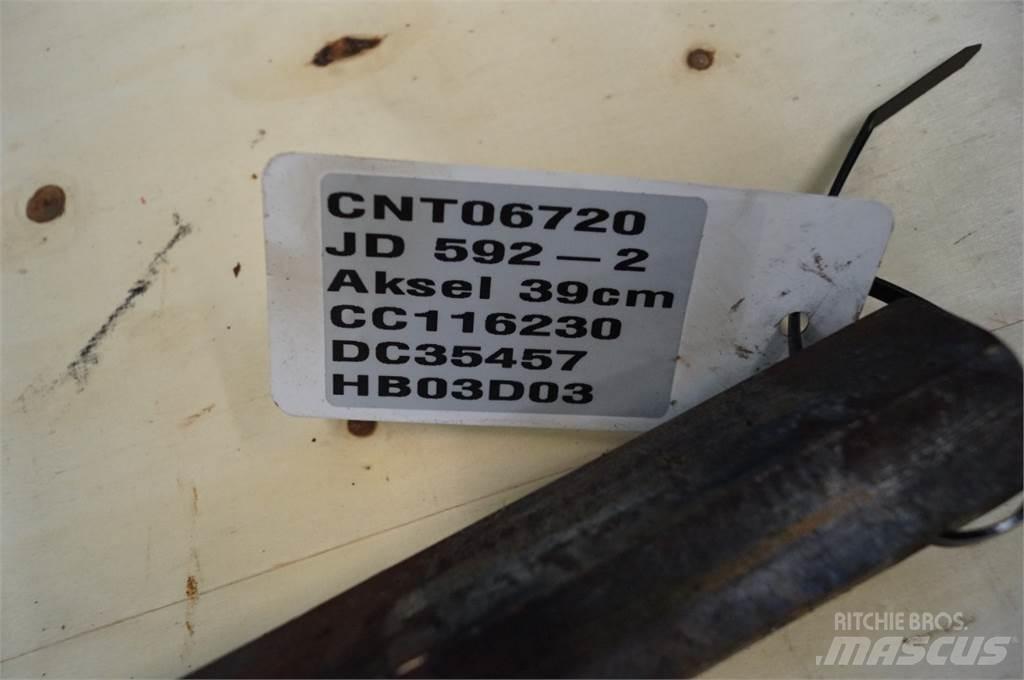 CNT06720
JD 592-2
Aksel 39cm
CC116230
DC35457
HB03D03
RITCHIE BROS.
MASCUS